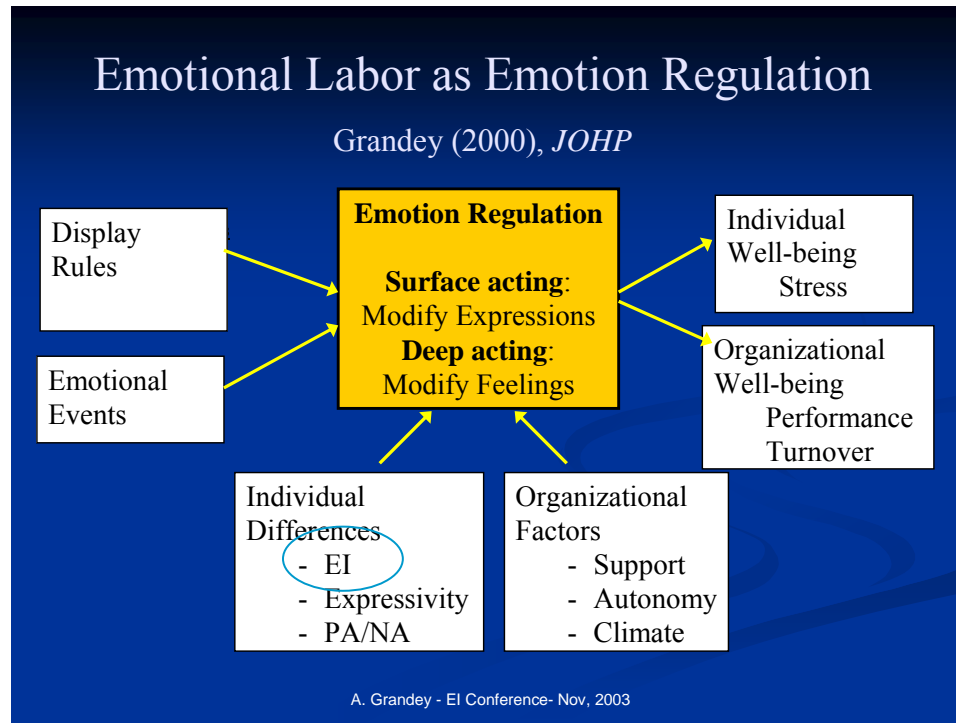 Emotional Labor as Emotion Regulation
Grandey (2000), JOHP
Display
Rules
Emotional
Events
Emotion Regulation
Surface acting:
Modify Expressions
Deep acting:
Modify Feelings
Individual
Well-being
Stress
Organizational
Well-being
Performance
Turnover
Individual
Differences
- EI
- Expressivity
- PA/NA
Organizational
Factors
- Support
- Autonomy
- Climate
A. Grandey - EI Conference- Nov, 2003